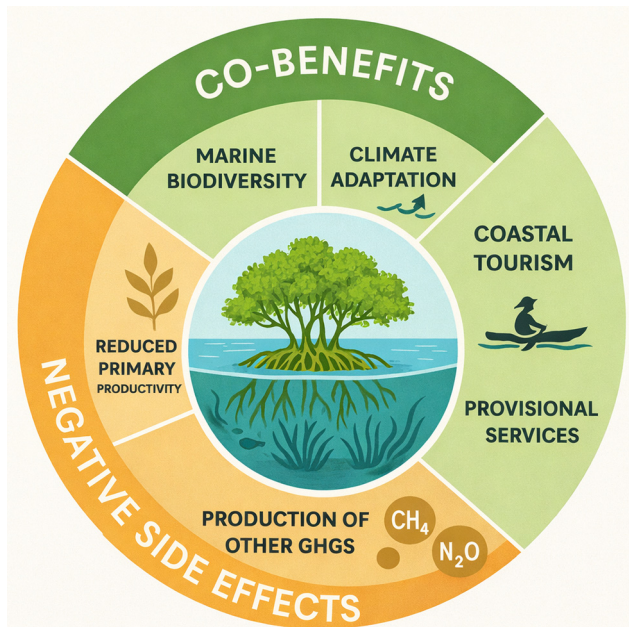 CO-BENEFITS
MARINE
BIODIVERSITY
CLIMATE
ADAPTATION
COASTAL
TOURISM
PROVISIONAL
SERVICES
REDUCED
PRIMARY
PRODUCTIVITY
PRODUCTION OF
OTHER GHGS
CH₄
N₂O
NEGATIVE SIDE EFFECTS